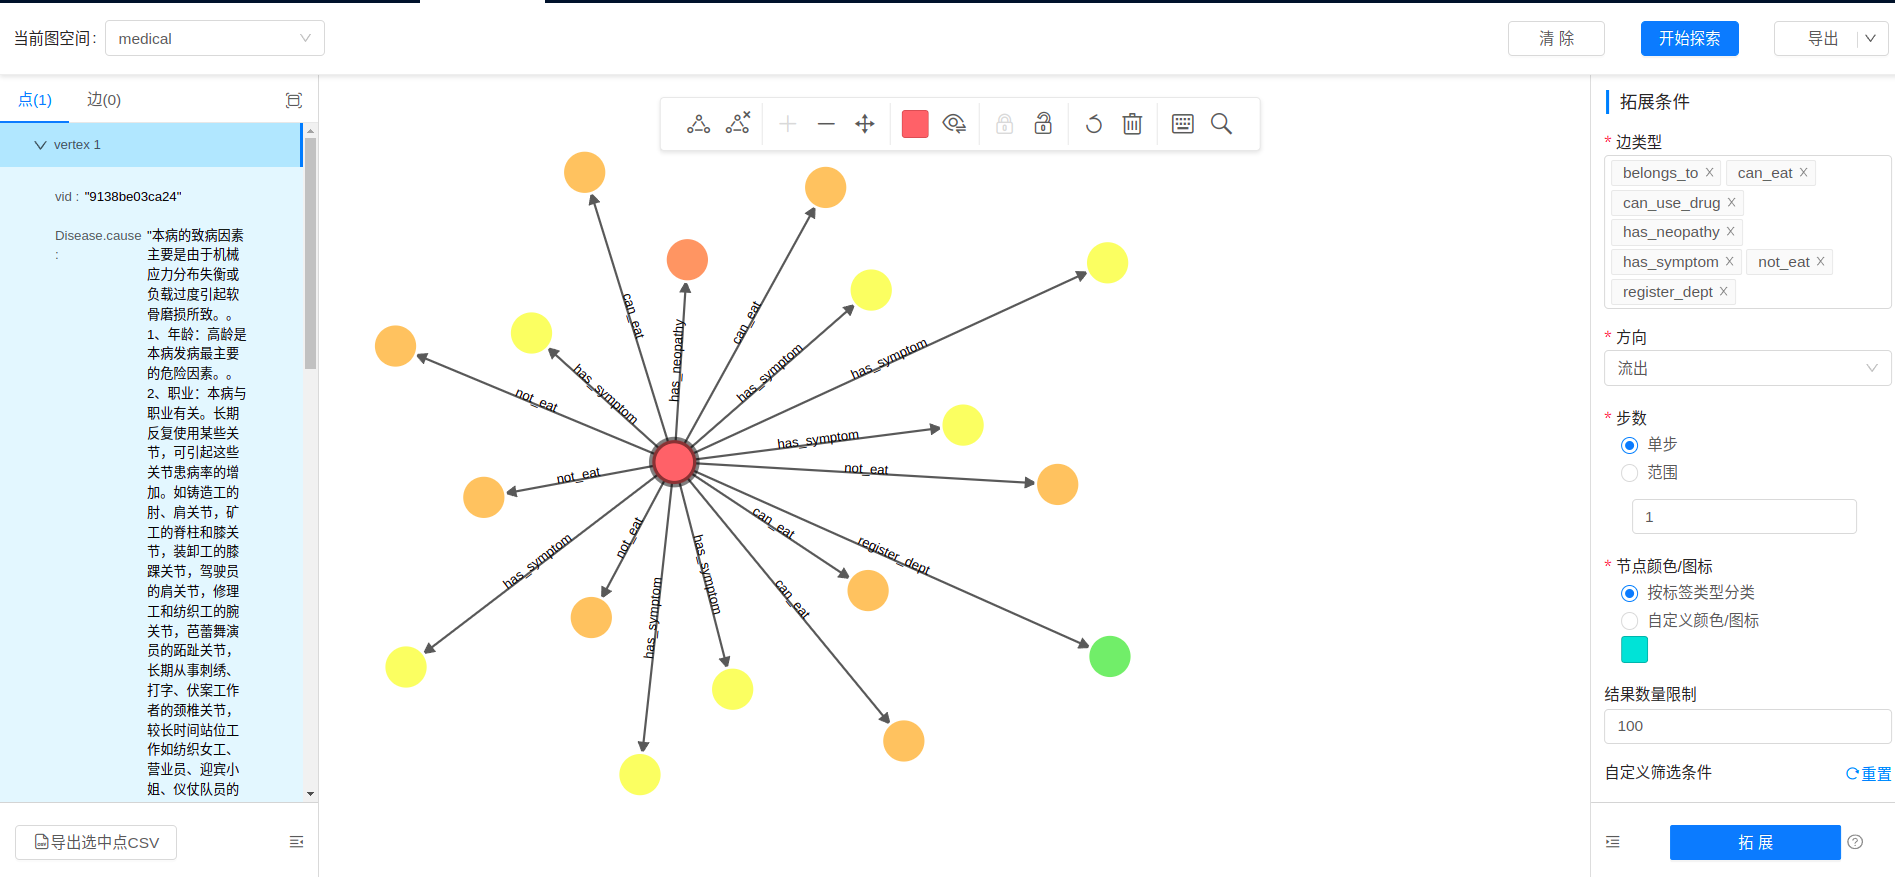 当前图空间：
medical
清 除
开始探索
导出
点(1)
边(0)
vertex 1
vid :
"9138be03ca24"
Disease.cause
:
"本病的致病因素
主要是由于机械
应力分布失衡或
负载过度引起软
骨磨损所致。。
1、年龄：高龄是
本病发病最主要
的危险因素。。
2、职业：本病与
职业有关。长期
反复使用某些关
节，可引起这些
关节患病率的增
加。如铸造工的
肘、肩关节，矿
工的脊柱和膝关
节，装卸工的膝
踝关节，驾驶员
的肩关节，修理
工和纺织工的腕
关节，芭蕾舞演
员的跖趾关节，
长期从事刺绣、
打字、伏案工作
者的颈椎关节，
较长时间站位工
作如纺织女工、
营业员、迎宾小
姐、仪仗队员的
导出选中点CSV
can_eat
has_neopathy
can_eat
has_symptom
has_symptom
has_symptom
not_eat
has_symptom
not_eat
not_eat
can_eat
register_dept
not_eat
has_symptom
has_symptom
has_symptom
can_eat
拓展条件
* 边类型
belongs_to
can_eat
can_use_drug
has_neopathy
has_symptom
not_eat
register_dept
* 方向
流出
* 步数
单步
范围
1
* 节点颜色/图标
按标签类型分类
自定义颜色/图标
结果数量限制
100
自定义筛选条件
重置
拓 展